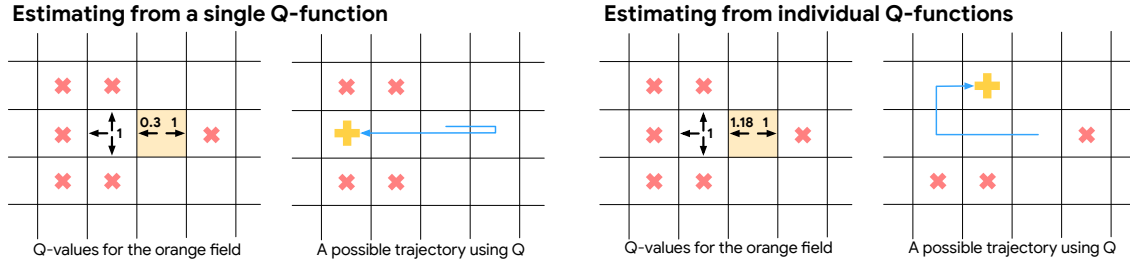 Estimating from a single Q-function
Estimating from individual Q-functions
1
0.3 1
1
1.18 1
Q-values for the orange field
A possible trajectory using Q
Q-values for the orange field
A possible trajectory using Q